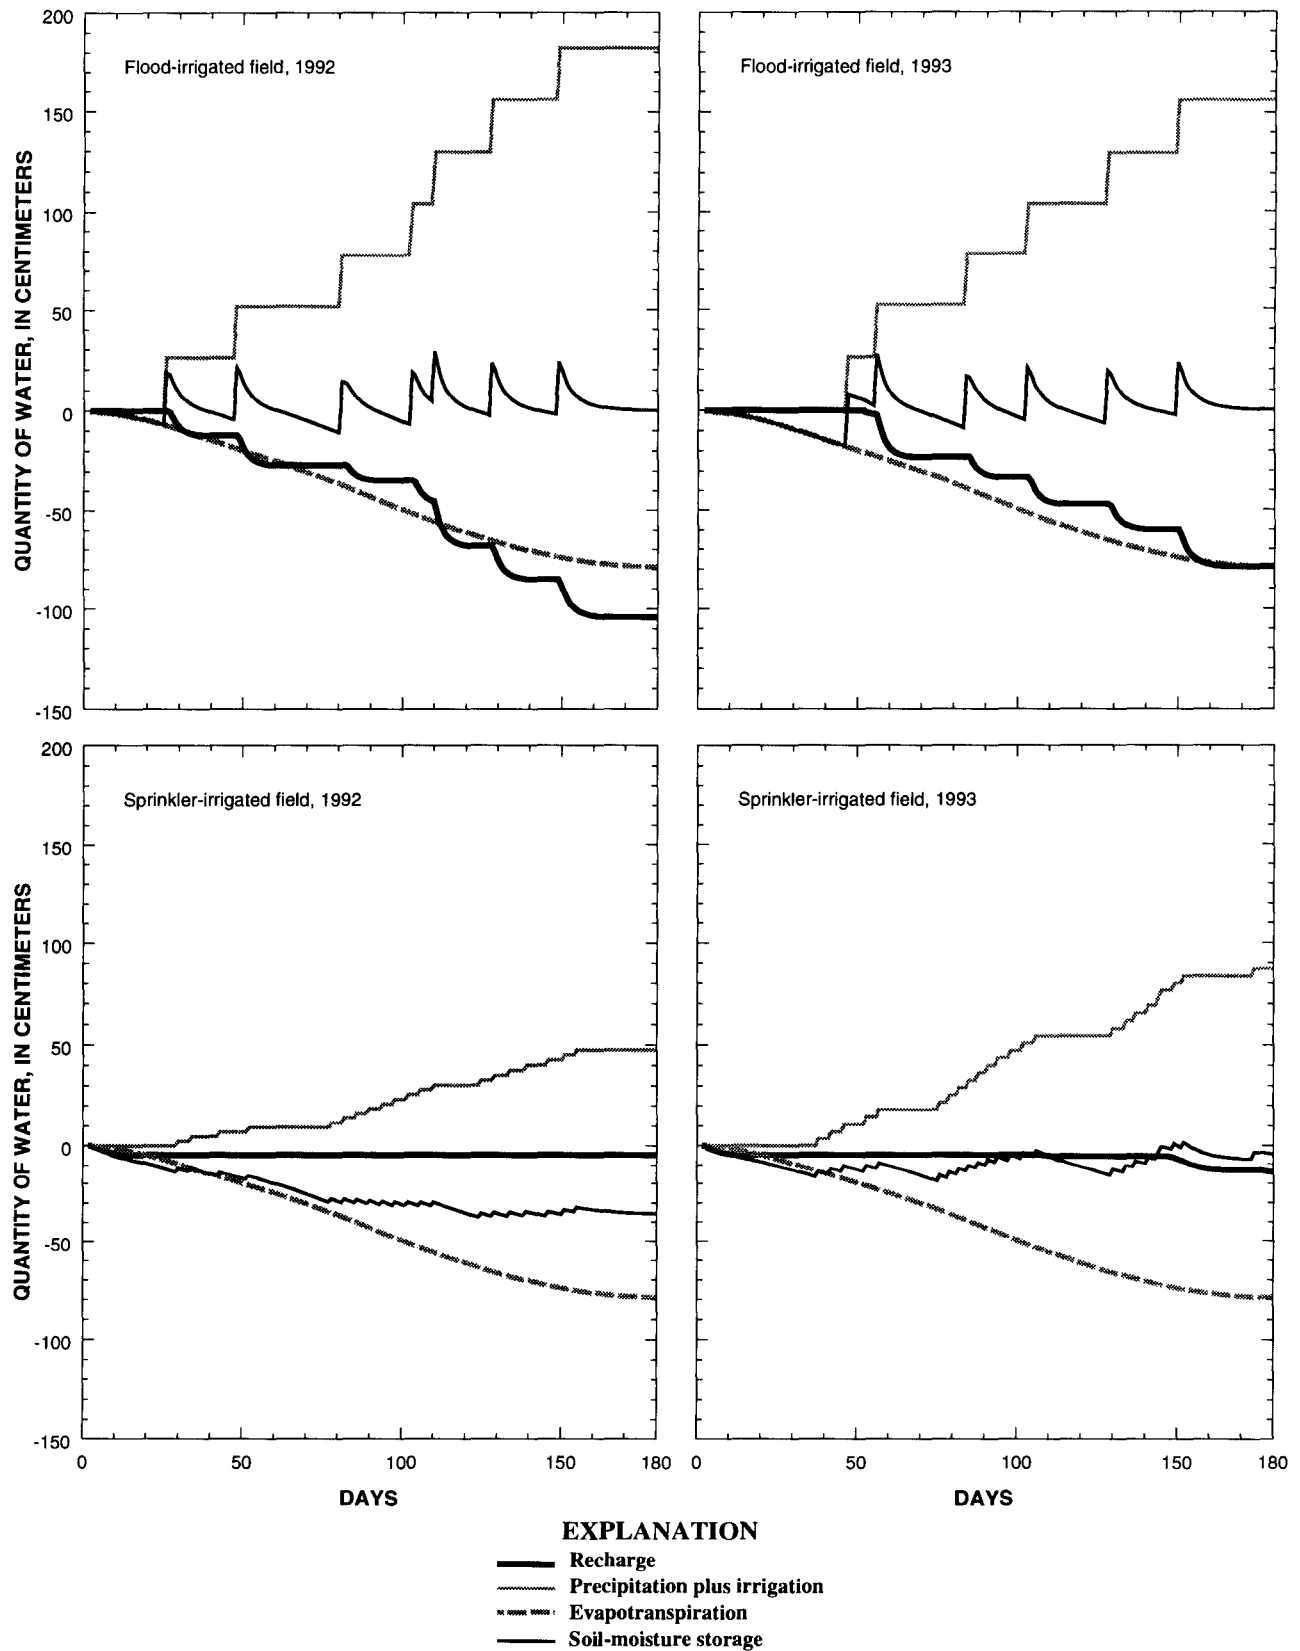 200
150
100
50
0
-50
-100
-150
QUANTITY OF WATER, IN CENTIMETERS
Flood-irrigated field, 1992
Flood-irrigated field, 1993
200
150
100
50
0
-50
-100
-150
QUANTITY OF WATER, IN CENTIMETERS
Sprinkler-irrigated field, 1992
Sprinkler-irrigated field, 1993
0 50 100 150 180
0 50 100 150 180
DAYS
DAYS
EXPLANATION
Recharge
Precipitation plus irrigation
Evapotranspiration
Soil-moisture storage